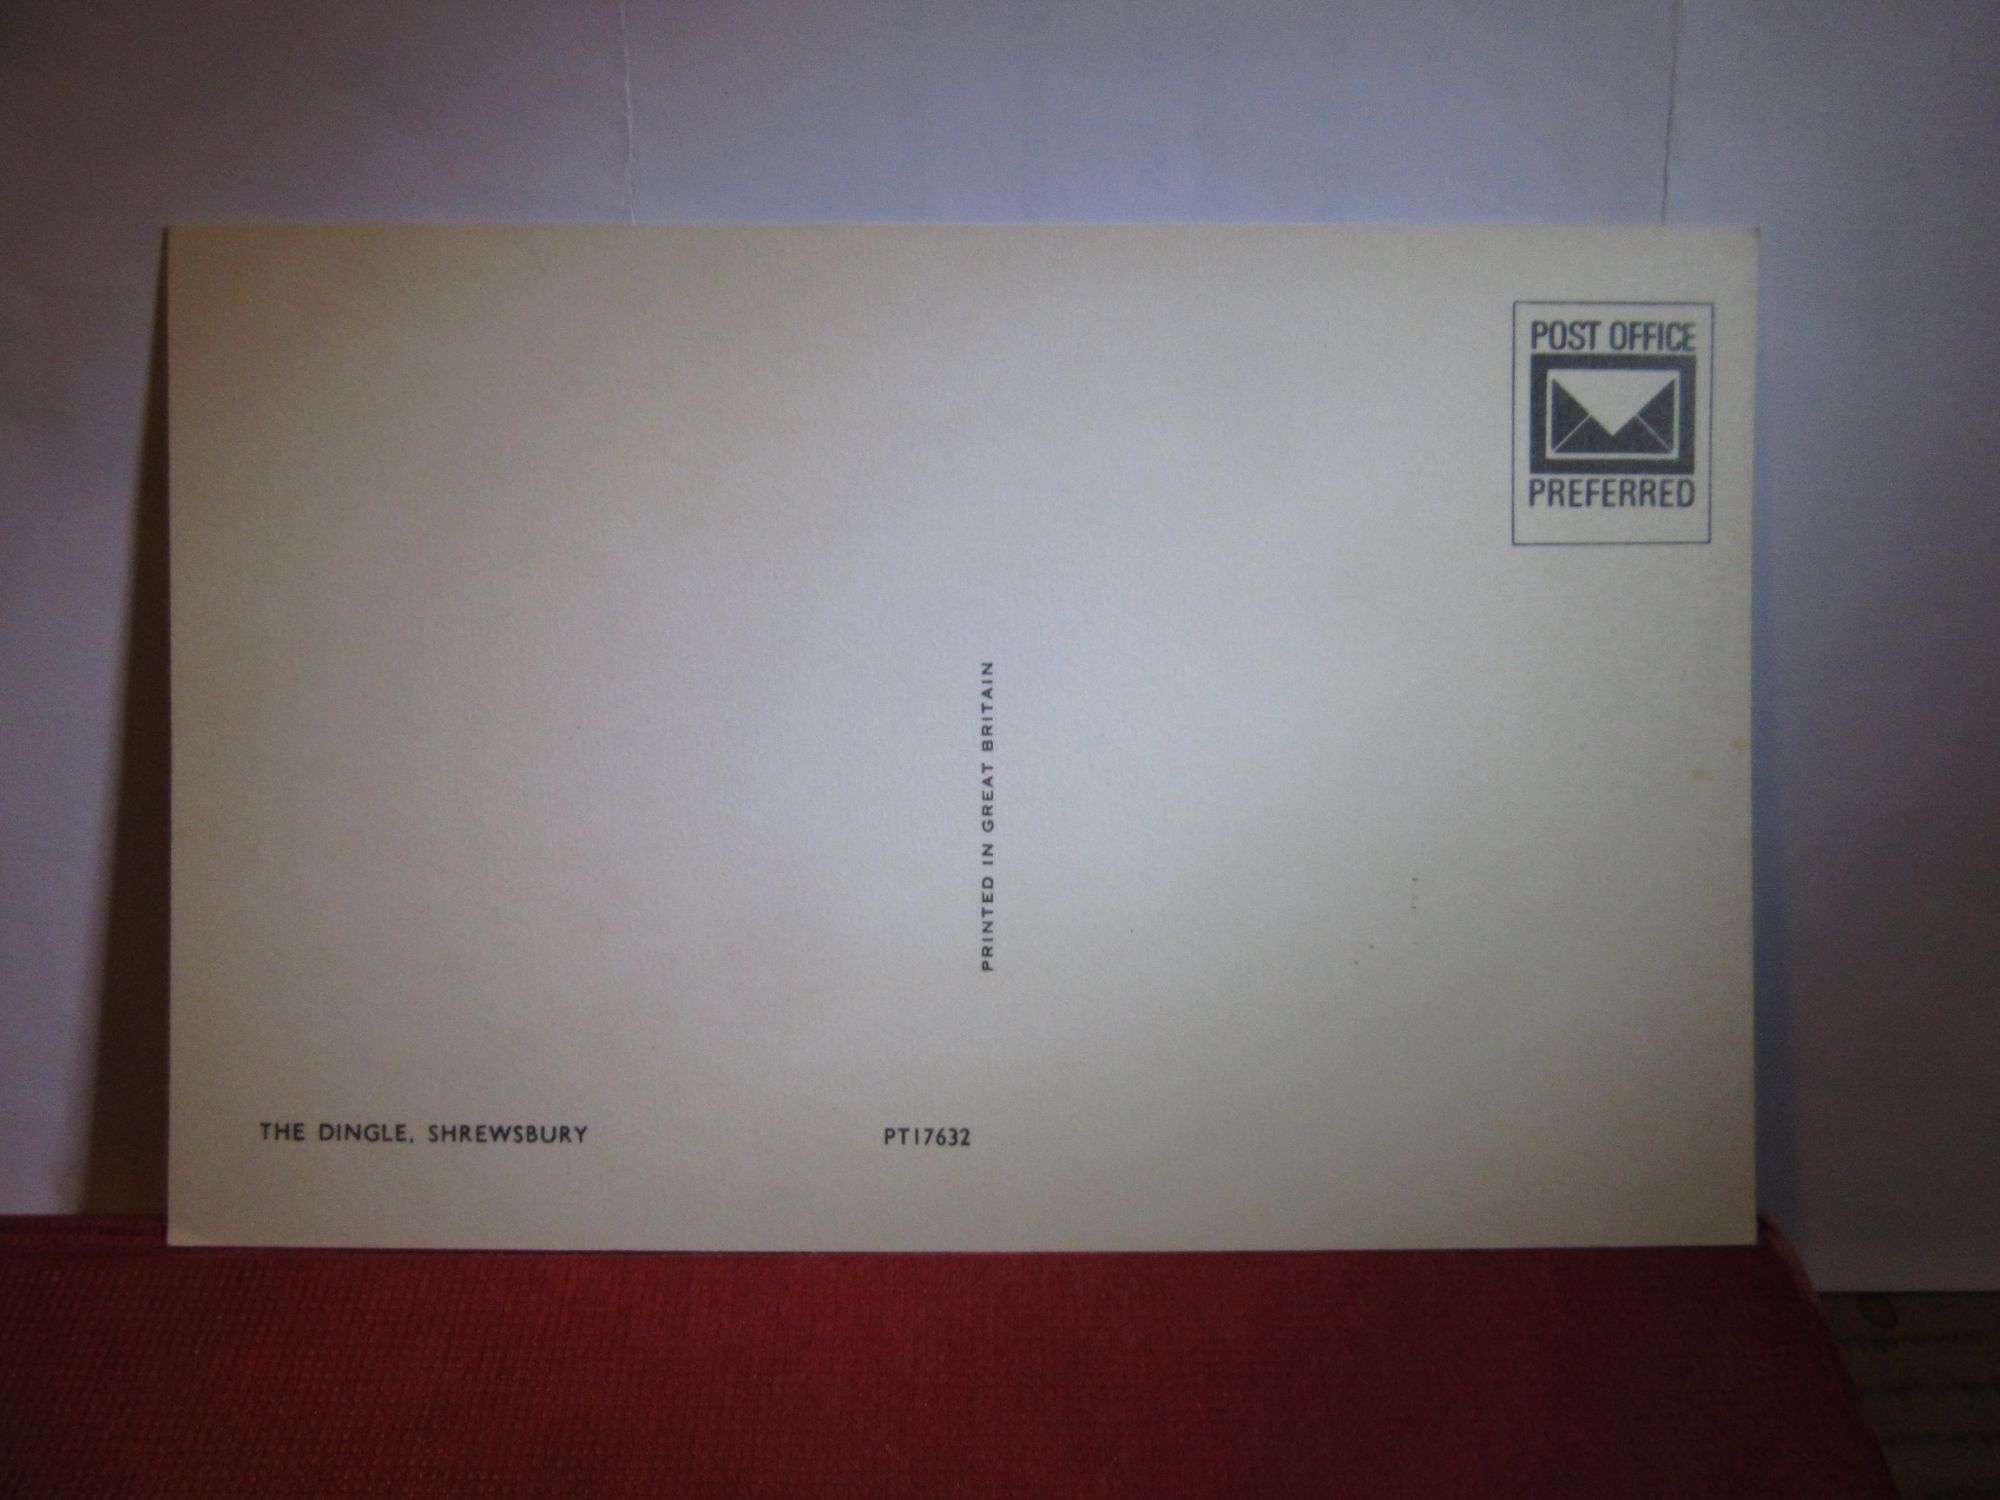 POST OFFICE
PREFERRED
PRINTED IN GREAT BRITAIN
THE DINGLE, SHREWSBURY
PT17632